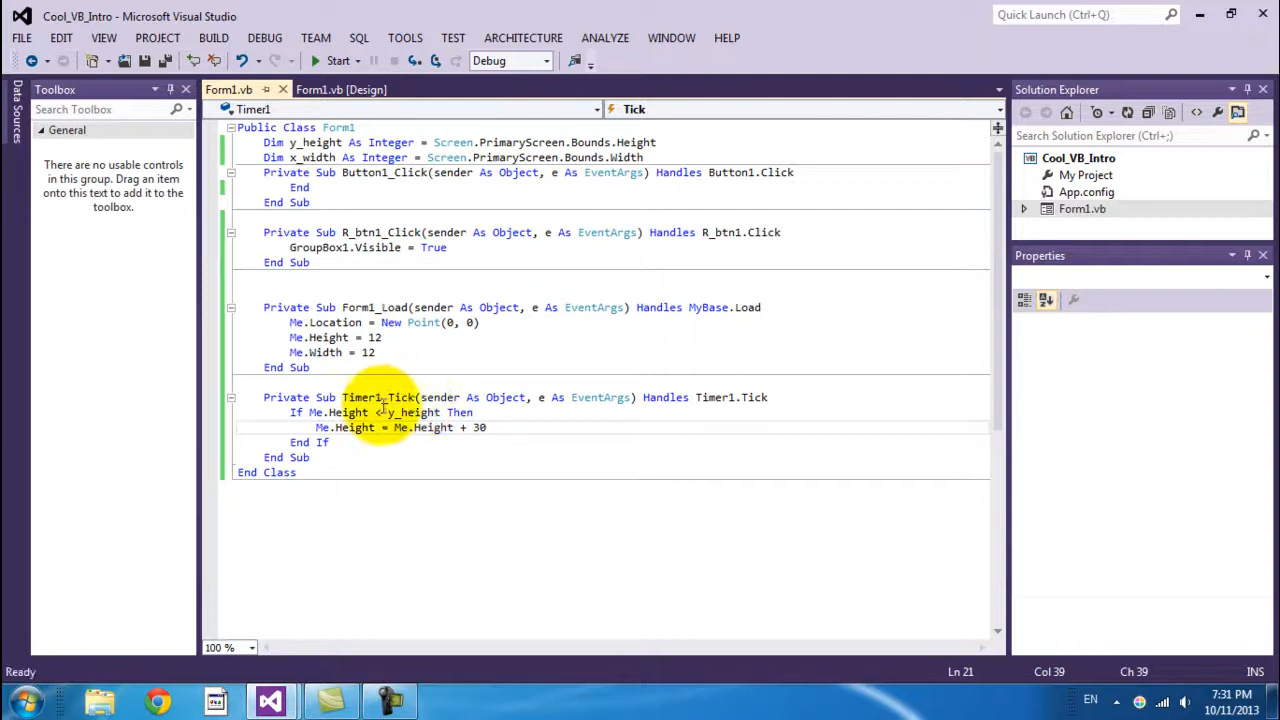 Cool_VB_Intro - Microsoft Visual Studio
Quick Launch (Ctrl+Q)
FILE EDIT VIEW PROJECT BUILD DEBUG TEAM SQL TOOLS TEST ARCHITECTURE ANALYZE WINDOW HELP
Start Debug
Data Sources
Toolbox
Search Toolbox
General
There are no usable controls
in this group. Drag an item
onto this text to add it to the
toolbox.
Form1.vb Form1.vb [Design]
Timer1 Tick
Public Class Form1
Dim y_height As Integer = Screen.PrimaryScreen.Bounds.Height
Dim x_width As Integer = Screen.PrimaryScreen.Bounds.Width
Private Sub Button1_Click(sender As Object, e As EventArgs) Handles Button1.Click
End
End Sub
Private Sub R_btn1_Click(sender As Object, e As EventArgs) Handles R_btn1.Click
GroupBox1.Visible = True
End Sub
Private Sub Form1_Load(sender As Object, e As EventArgs) Handles MyBase.Load
Me.Location = New Point(0, 0)
Me.Height = 12
Me.Width = 12
End Sub
Private Sub Timer1_Tick(sender As Object, e As EventArgs) Handles Timer1.Tick
If Me.Height < y_height Then
Me.Height = Me.Height + 30
End If
End Sub
End Class
100 %
Solution Explorer
Search Solution Explorer (Ctrl+;)
Cool_VB_Intro
My Project
App.config
Form1.vb
Properties
Ready
Ln 21 Col 39 Ch 39 INS
EN
7:31 PM
10/11/2013